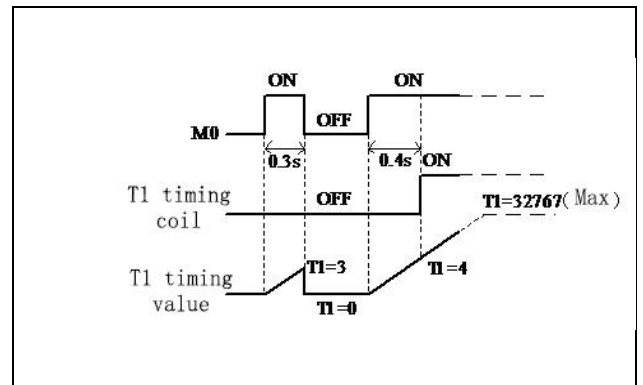 ON
ON
OFF
M0
0.3s
0.4s
ON
T1 timing
coil
OFF
T1=32767(Max)
T1 timing
value
T1=3
T1=0
T1=4